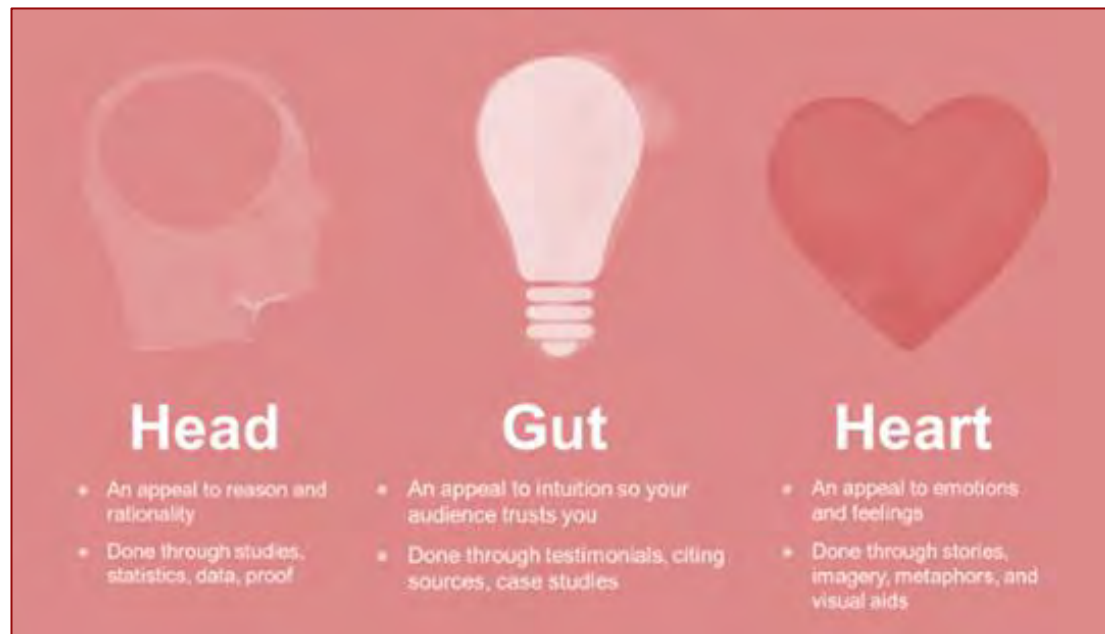 Head
• An appeal to reason and
rationality
• Done through studies,
statistics, data, proof
Gut
• An appeal to intuition so your
audience trusts you
• Done through testimonials, citing
sources, case studies
Heart
• An appeal to emotions
and feelings
• Done through stories,
imagery, metaphors, and
visual aids